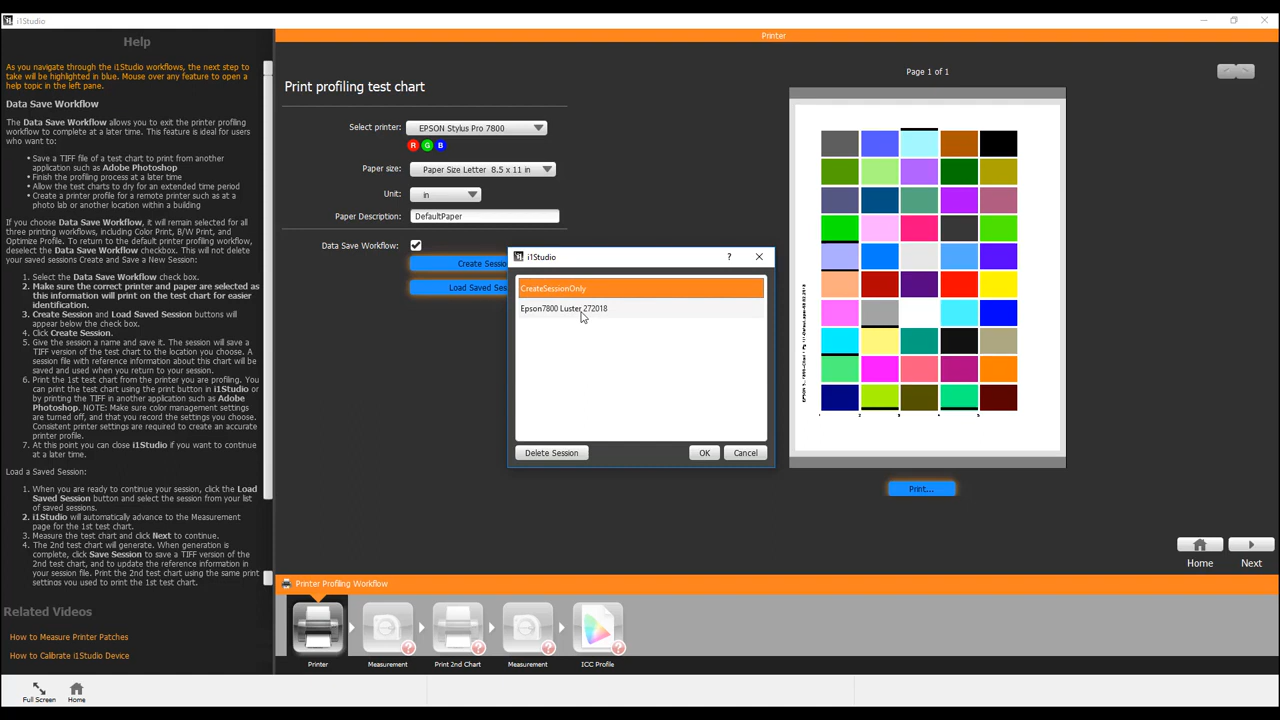 i1Studio
Printer
Help
As you navigate through the i1Studio workflows, the next step to
take will be highlighted in blue. Mouse over any feature to open a
help topic in the left pane.
Data Save Workflow
The Data Save Workflow allows you to exit the printer profiling
workflow to complete at a later time. This feature is ideal for users
who want to:
• Save a TIFF file of a test chart to print from another
application such as Adobe Photoshop
• Finish the profiling process at a later time
• Allow the test charts to dry for an extended time period
• Create a printer profile for a remote printer such as at a
photo lab or another location within a building
If you choose Data Save Workflow, it will remain selected for all
three printing workflows, including Color Print, B/W Print, and
Optimize Profile. To return to the default printer profiling workflow,
deselect the Data Save Workflow checkbox. This will not delete
your saved sessions Create and Save a New Session:
1. Select the Data Save Workflow check box.
2. Make sure the correct printer and paper are selected as
this information will print on the test chart for easier
identification.
3. Create Session and Load Saved Session buttons will
appear below the check box.
4. Click Create Session.
5. Give the session a name and save it. The session will save a
TIFF version of the test chart to the location you choose. A
session file with reference information about this chart will be
saved and used when you return to your session.
6. Print the 1st test chart from the printer you are profiling. You
can print the test chart using the print button in i1Studio or
by printing the TIFF in another application such as Adobe
Photoshop. NOTE: Make sure color management settings
are turned off, and that you record the settings you choose.
Consistent printer settings are required to create an accurate
printer profile.
7. At this point you can close i1Studio if you want to continue
at a later time.
Load a Saved Session:
1. When you are ready to continue your session, click the Load
Saved Session button and select the session from your list
of saved sessions.
2. i1Studio will automatically advance to the Measurement
page for the 1st test chart.
3. Measure the test chart and click Next to continue.
4. The 2nd test chart will generate. When generation is
complete, click Save Session to save a TIFF version of the
2nd test chart, and to update the reference information in
your session file. Print the 2nd test chart using the same print
settings you used to print the 1st test chart.
Related Videos
How to Measure Printer Patches
How to Calibrate i1Studio Device
Full Screen
Home
Print profiling test chart
Select printer: EPSON Stylus Pro 7800
R G B
Paper size: Paper Size Letter 8.5 x 11 in
Unit: in
Paper Description: DefaultPaper
Data Save Workflow:
Create Sessio
Load Saved Ses
i1Studio
?
CreateSessionOnly
Epson7800 Luster 272018
Delete Session
OK
Cancel
Page 1 of 1
1 2 3 4 5
Print...
Home
Next
Printer Profiling Workflow
Printer
Measurement
Print 2nd Chart
Measurement
ICC Profile